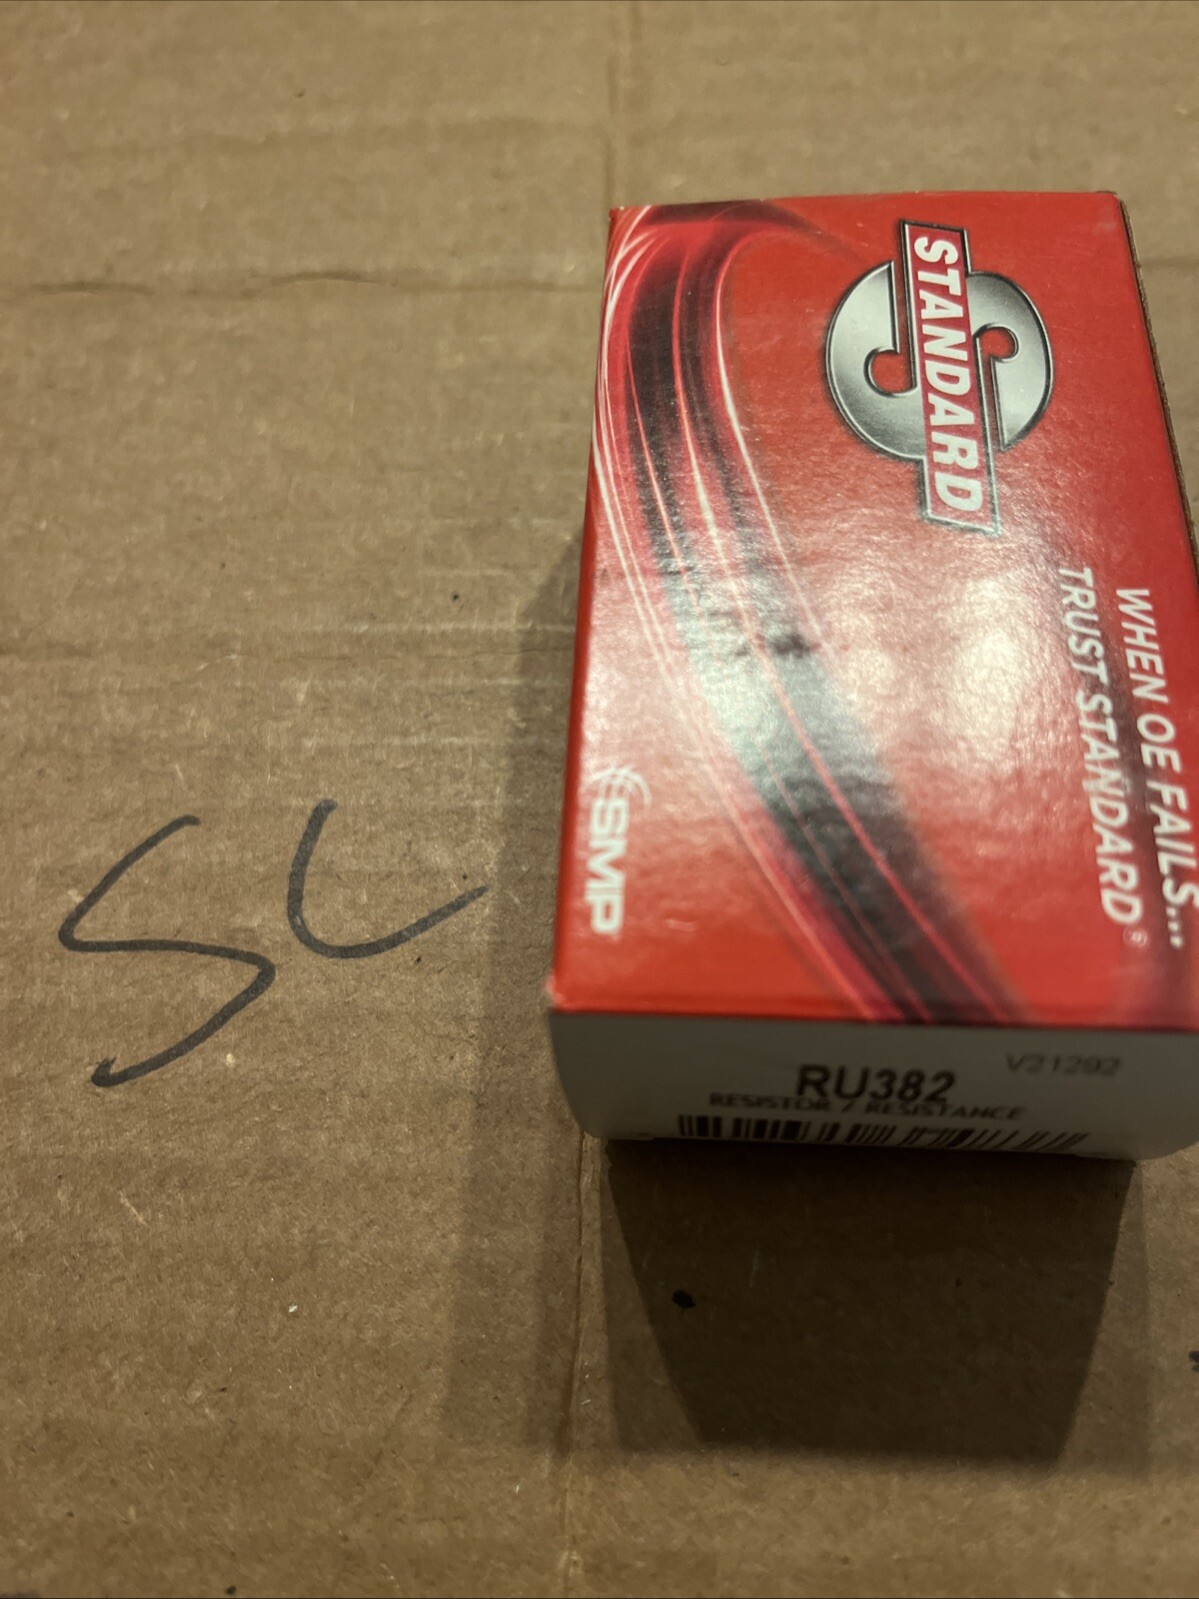 STANDARD
WHEN OE FAILS...
TRUST STANDARD®
SMP
V21292
RU382
RESISTOR / RESISTANCE
SL